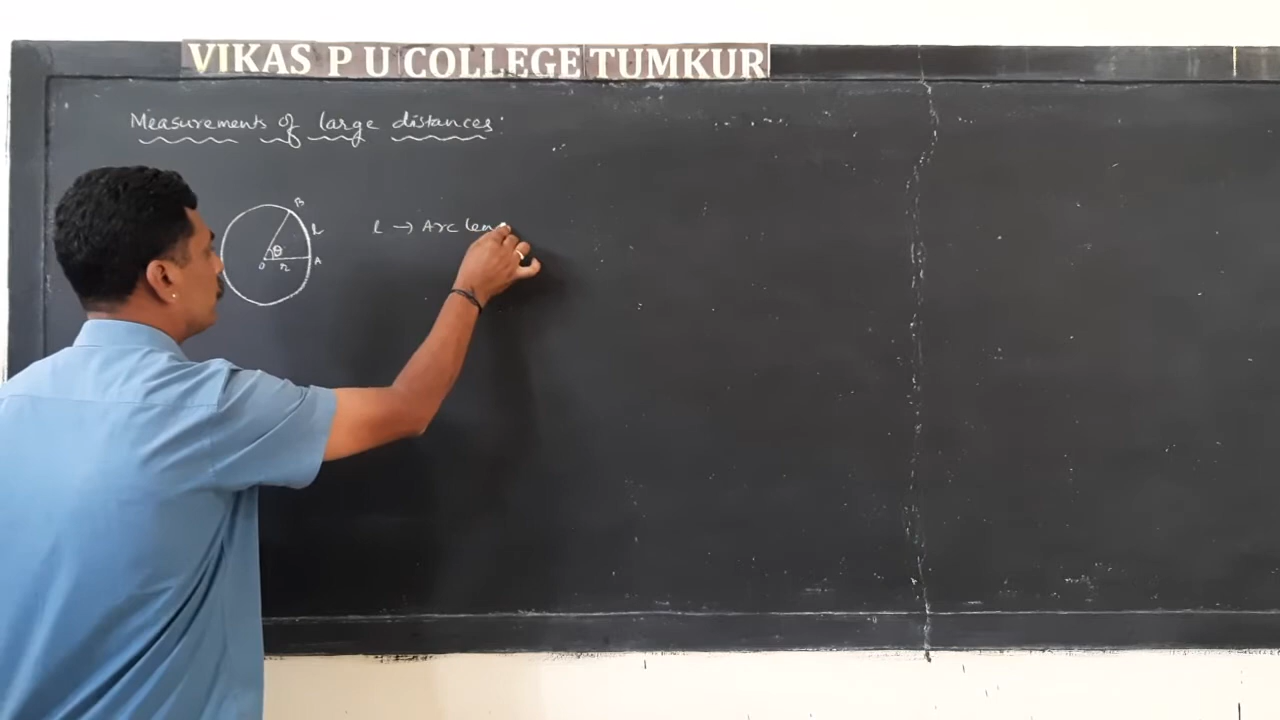 VIKAS P U COLLEGE TUMKUR
Measurements of large distances:
B
l
θ
O r A
l → Arc len